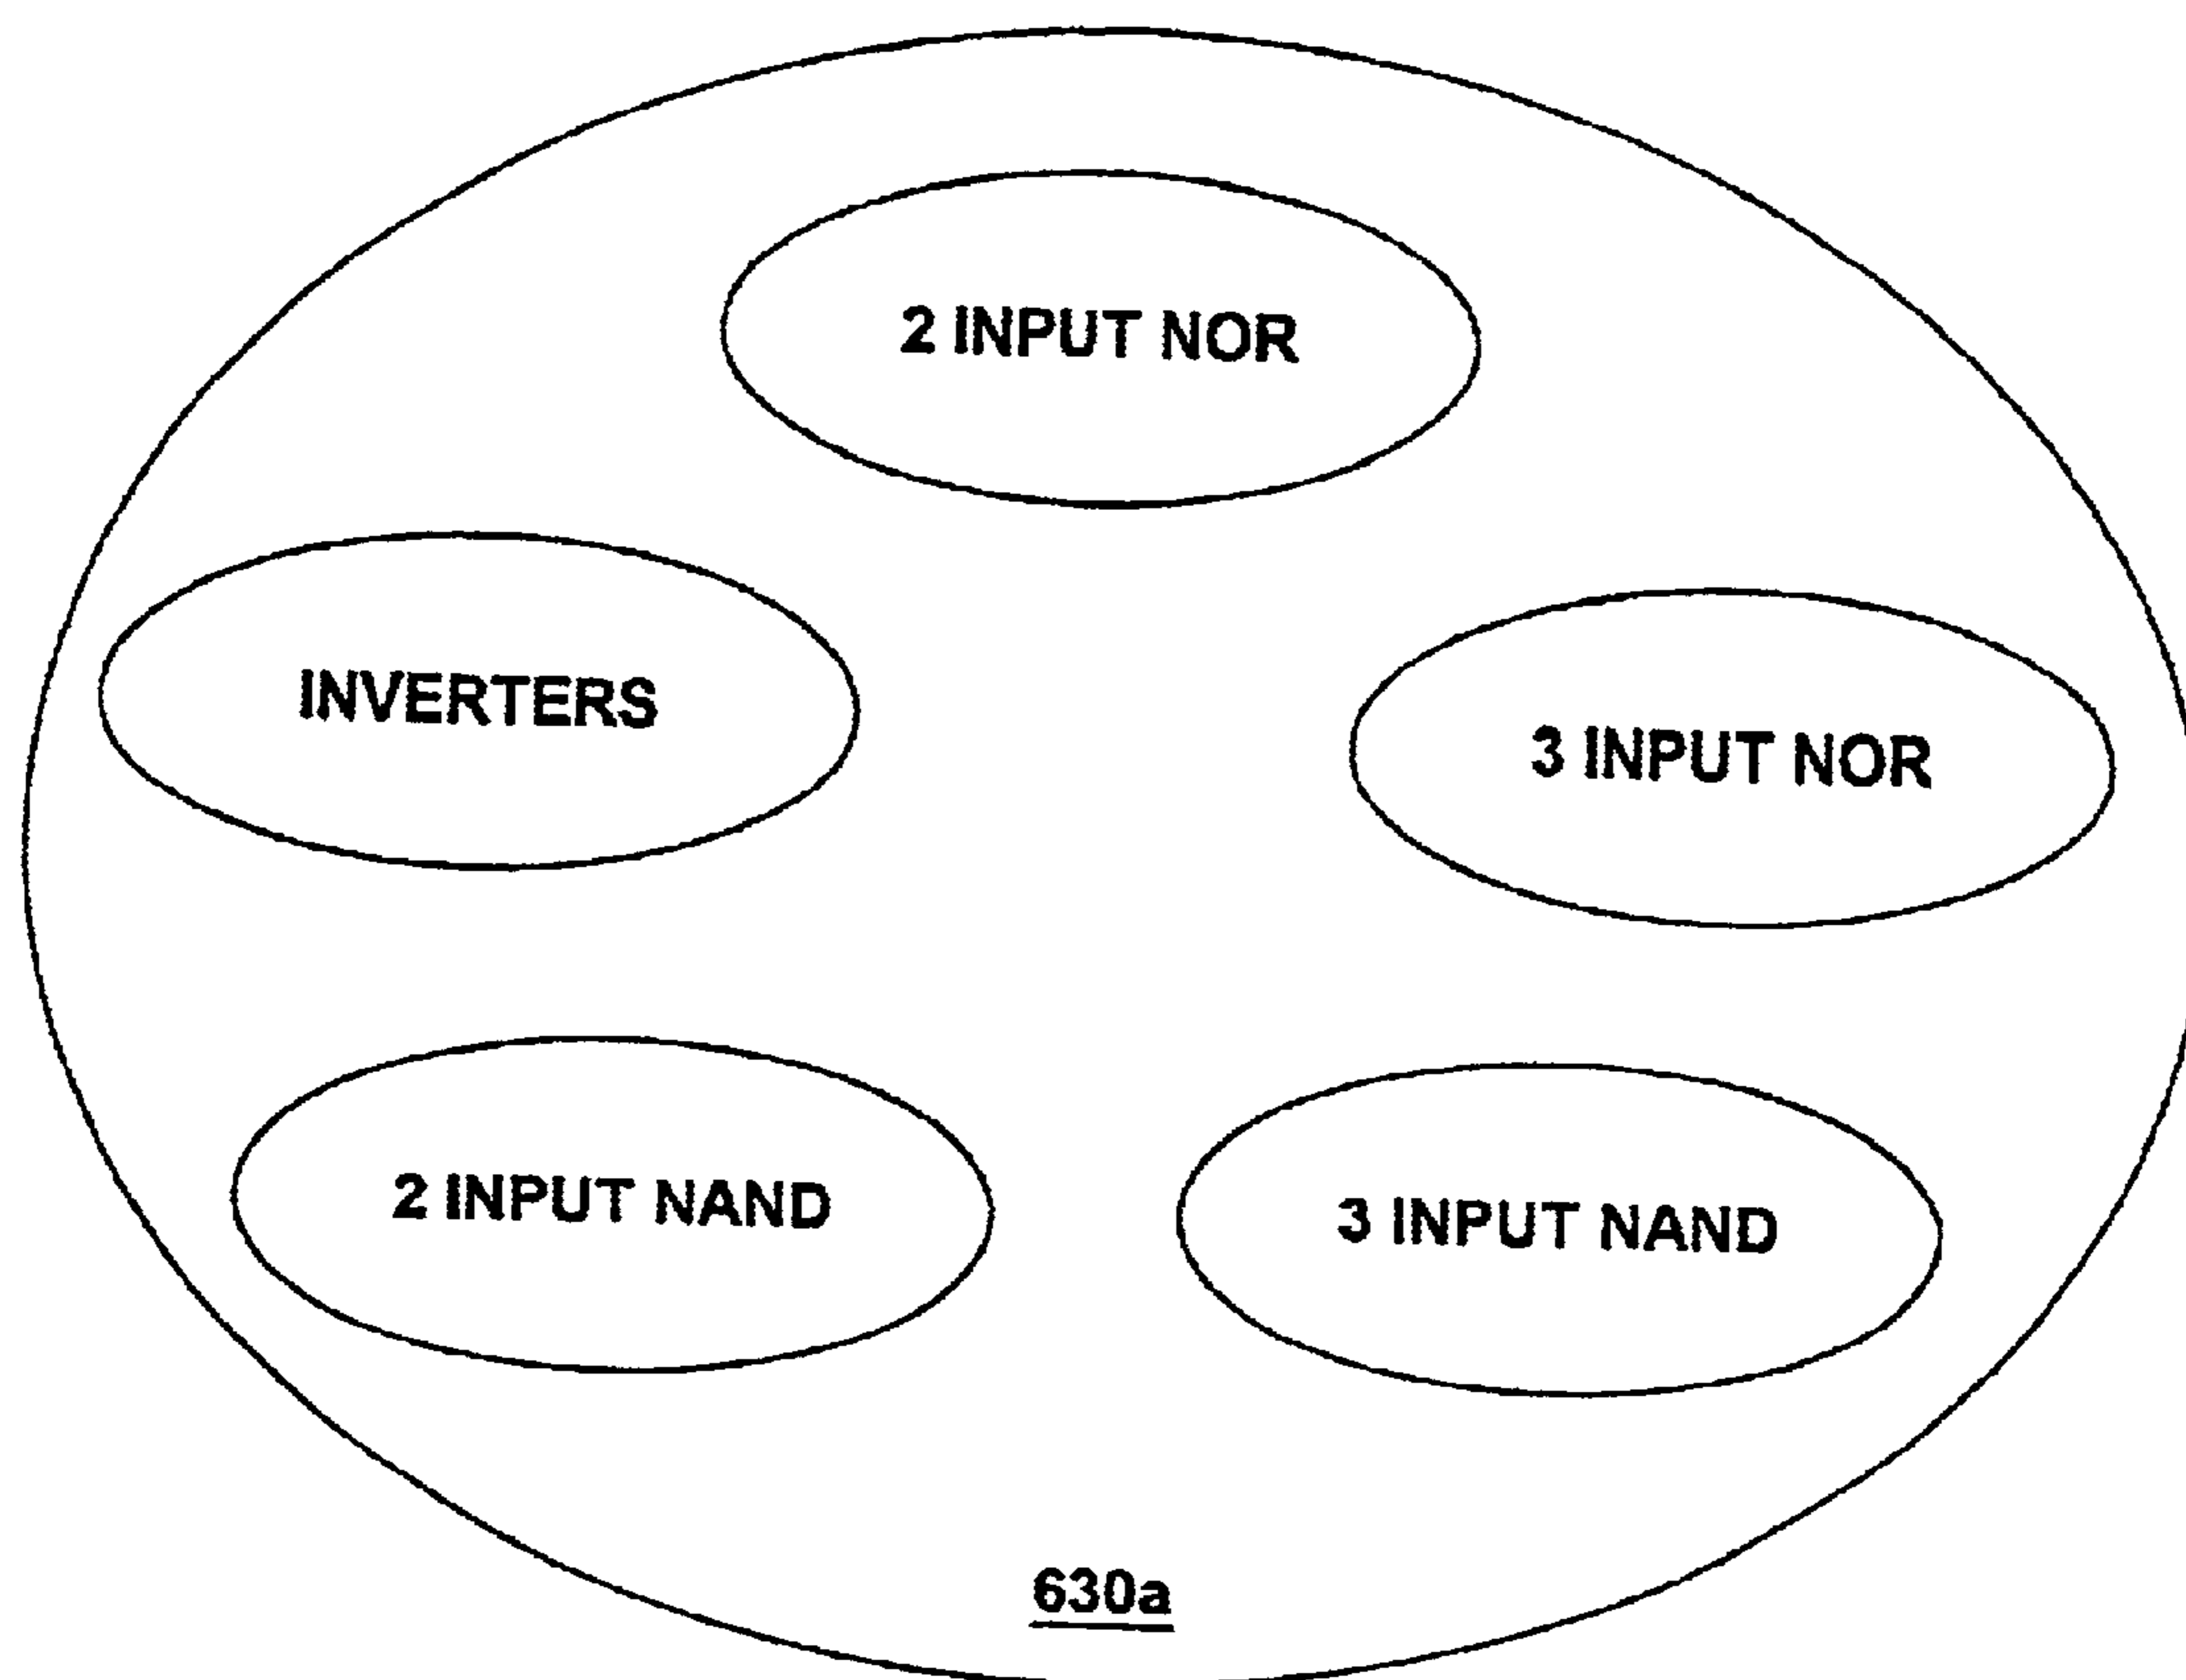 2 INPUT NOR
INVERTERS
3 INPUT NOR
2 INPUT NAND
3 INPUT NAND
630a